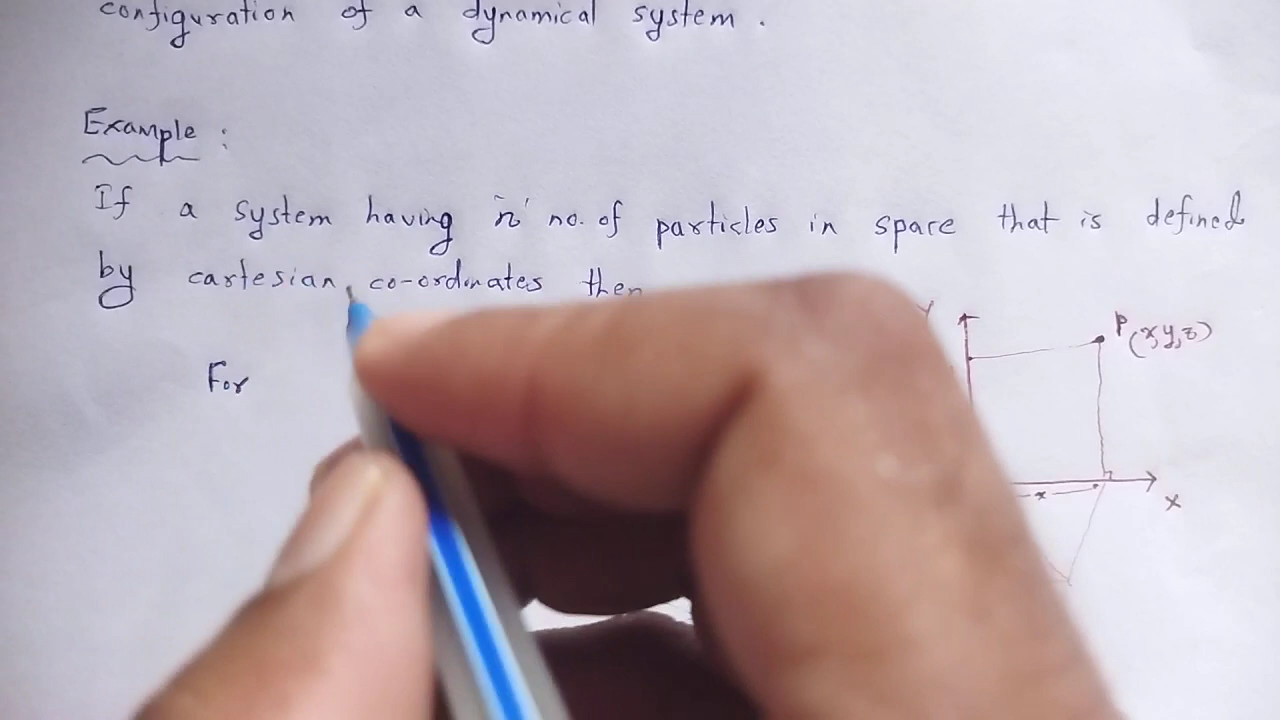 configuration of a dynamical system.
Example :
If a system having 'n' no. of particles in space that is defined
by cartesian co-ordinates then
For
Y
P(x,y,z)
x
X